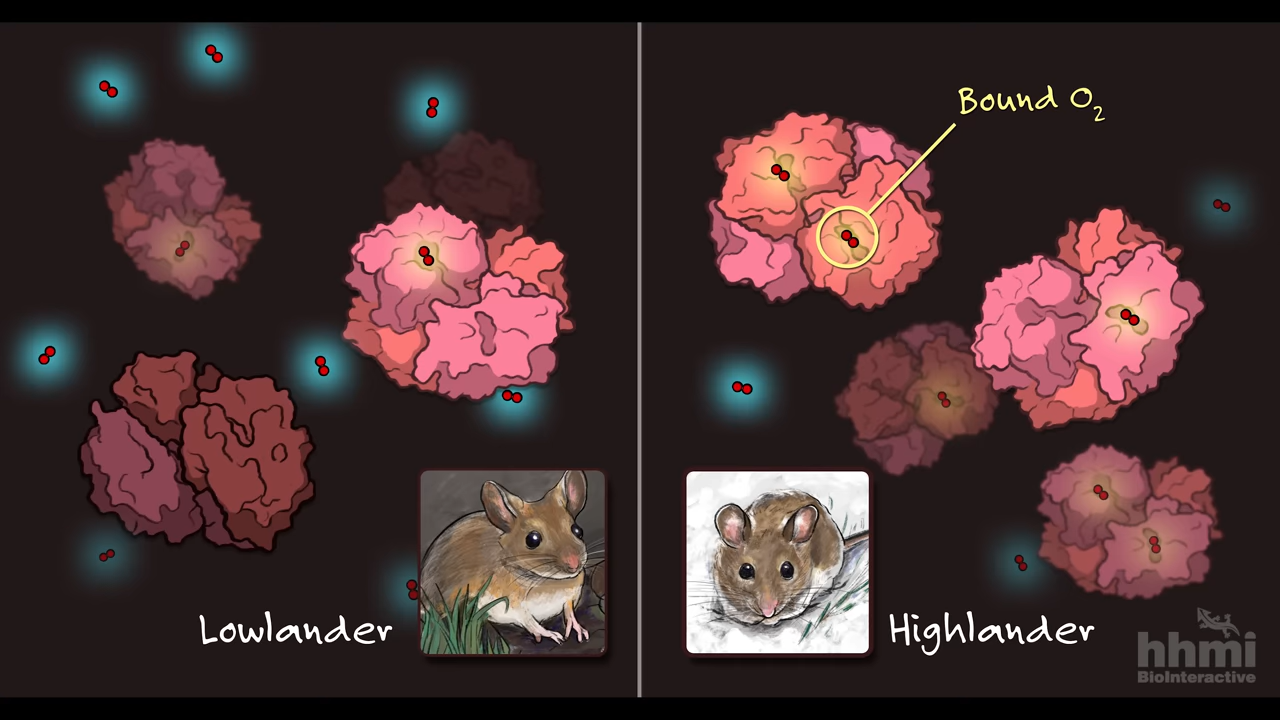 Bound O₂
Lowlander
Highlander
hhmi
BioInteractive